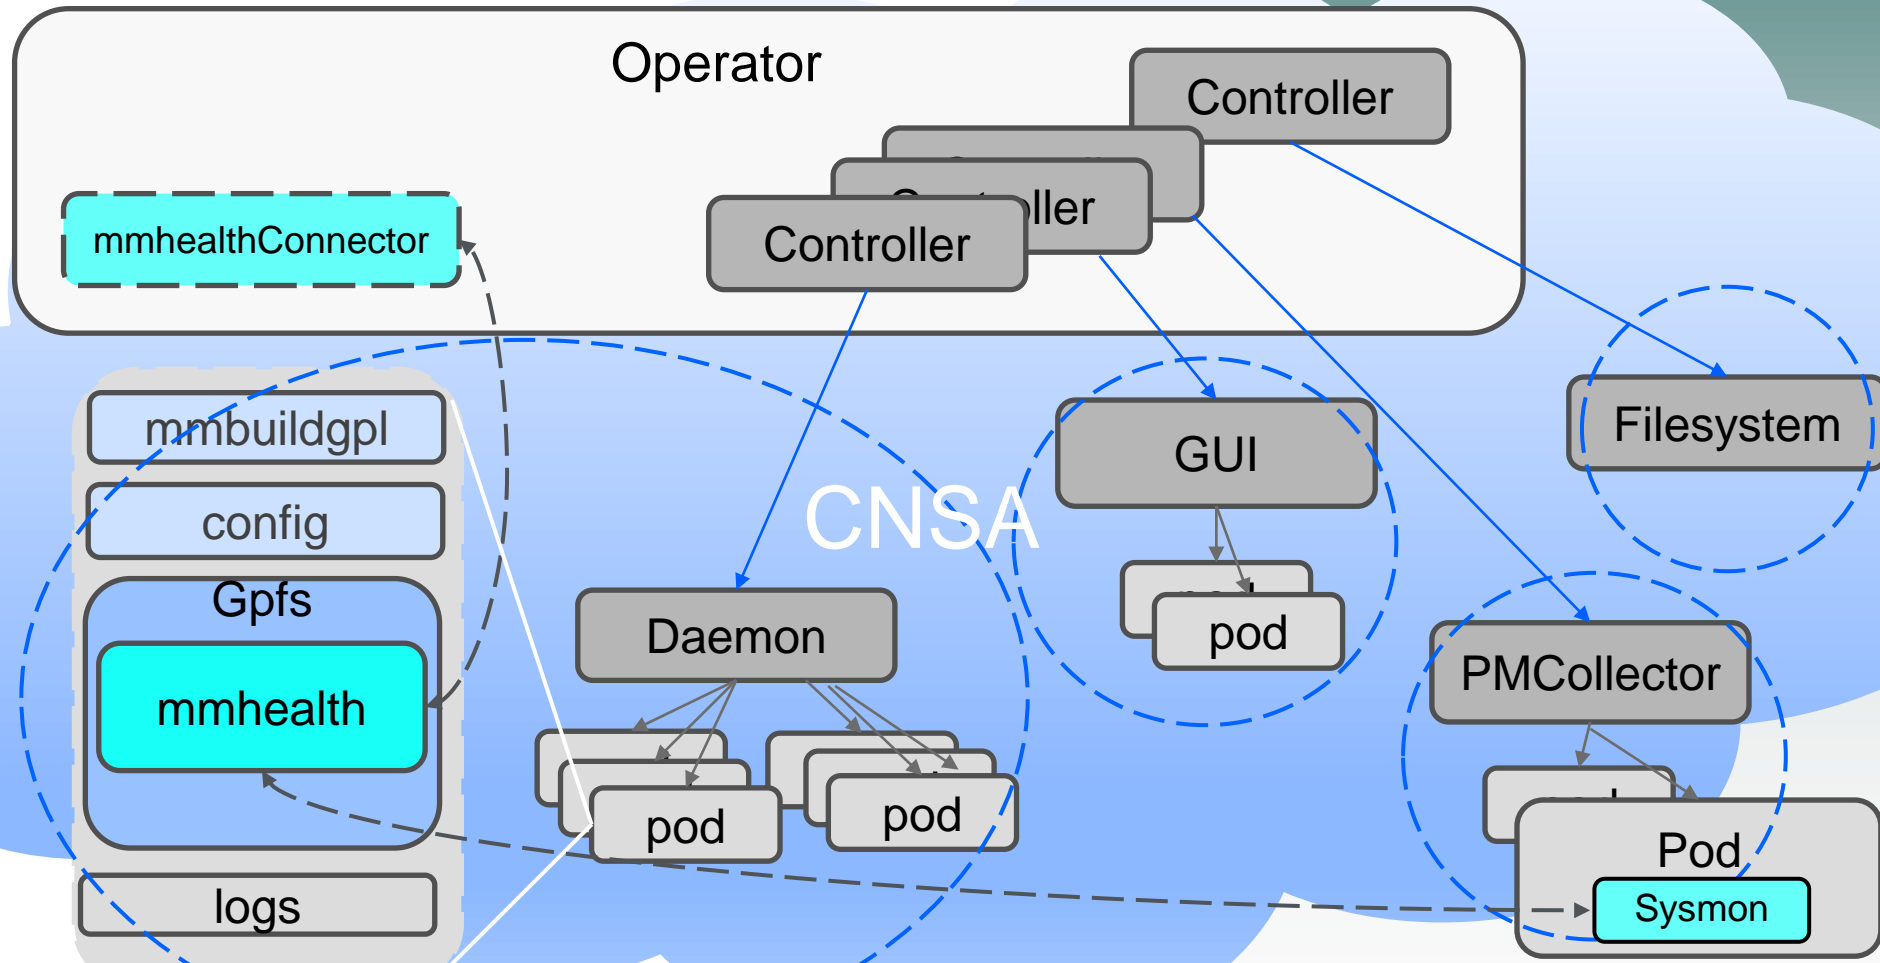 Operator
Controller
Controller
Controller
mmhealthConnector
mmbuildgpl
config
Gpfs
mmhealth
logs
CNSA
Daemon
pod
pod
GUI
pod
Filesystem
PMCollector
Pod
Sysmon